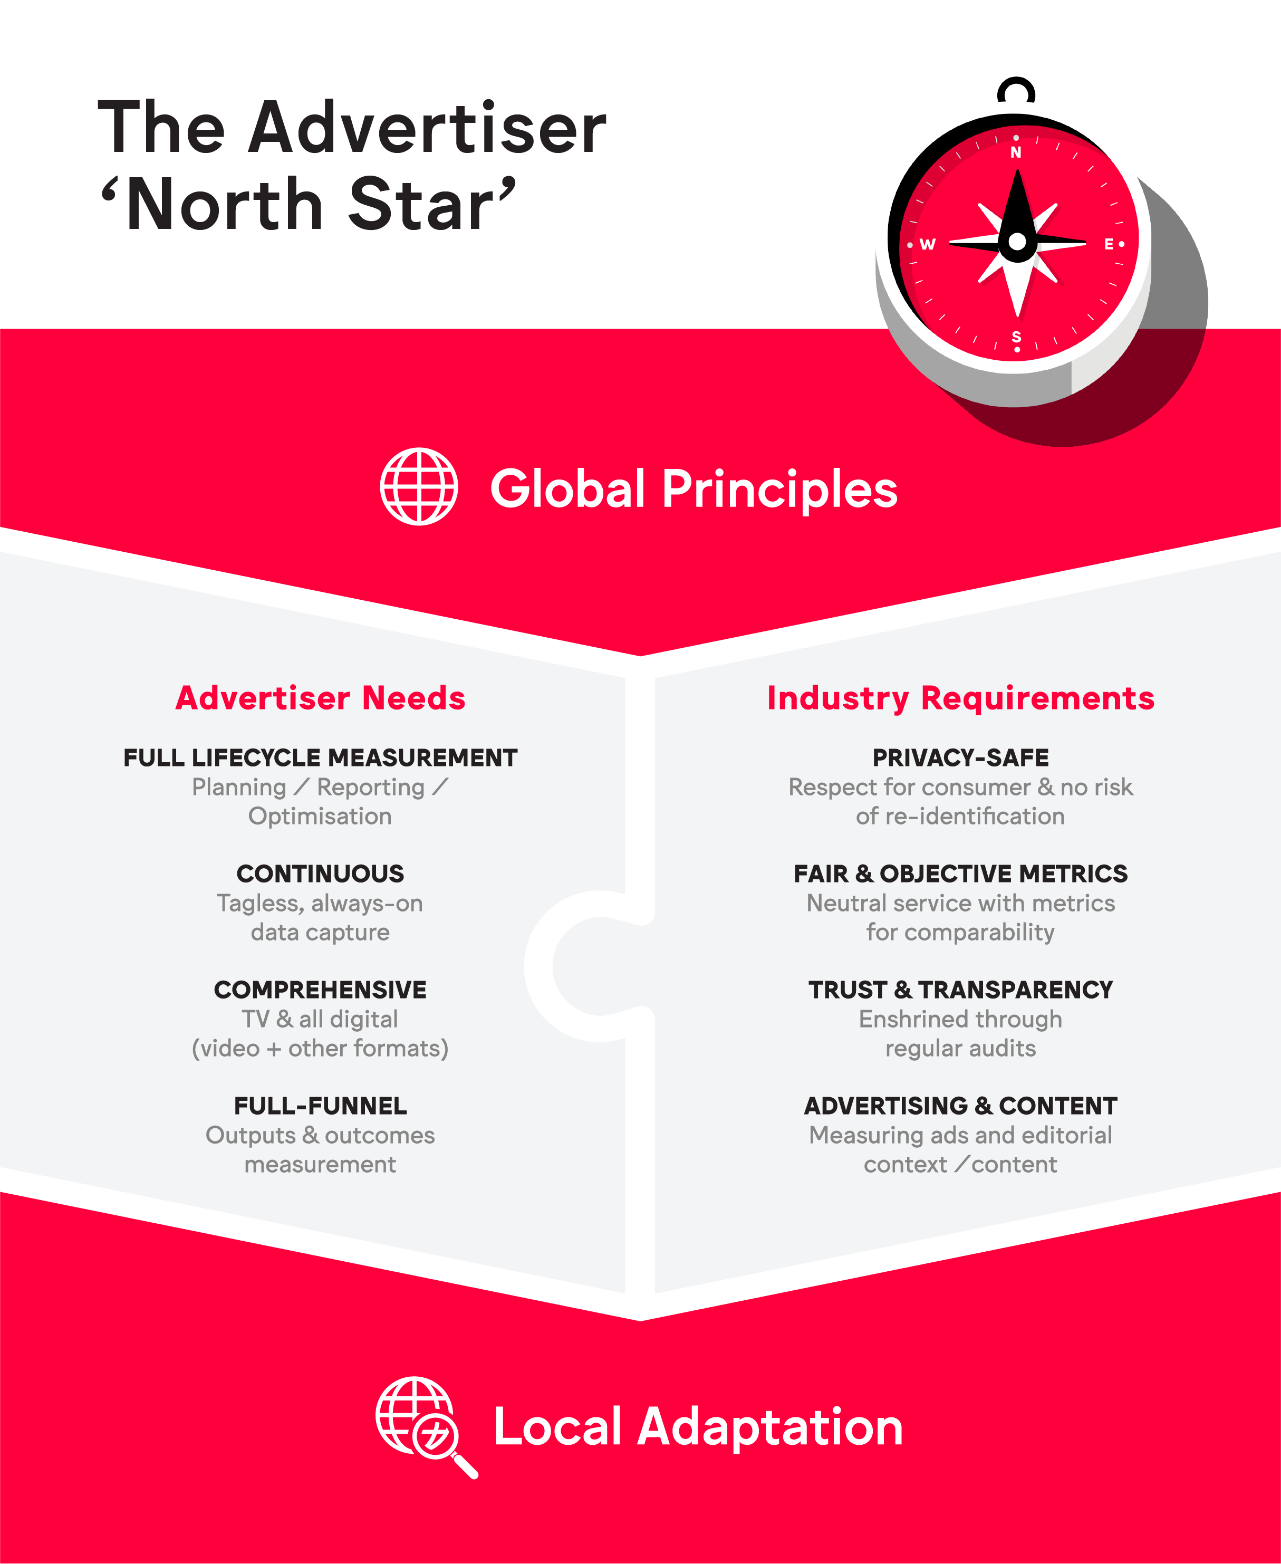 The Advertiser
‘North Star’
N
W
E
S
Global Principles
Advertiser Needs
FULL LIFECYCLE MEASUREMENT
Planning / Reporting /
Optimisation
CONTINUOUS
Tagless, always-on
data capture
COMPREHENSIVE
TV & all digital
(video + other formats)
FULL-FUNNEL
Outputs & outcomes
measurement
Industry Requirements
PRIVACY-SAFE
Respect for consumer & no risk
of re-identification
FAIR & OBJECTIVE METRICS
Neutral service with metrics
for comparability
TRUST & TRANSPARENCY
Enshrined through
regular audits
ADVERTISING & CONTENT
Measuring ads and editorial
context /content
Local Adaptation